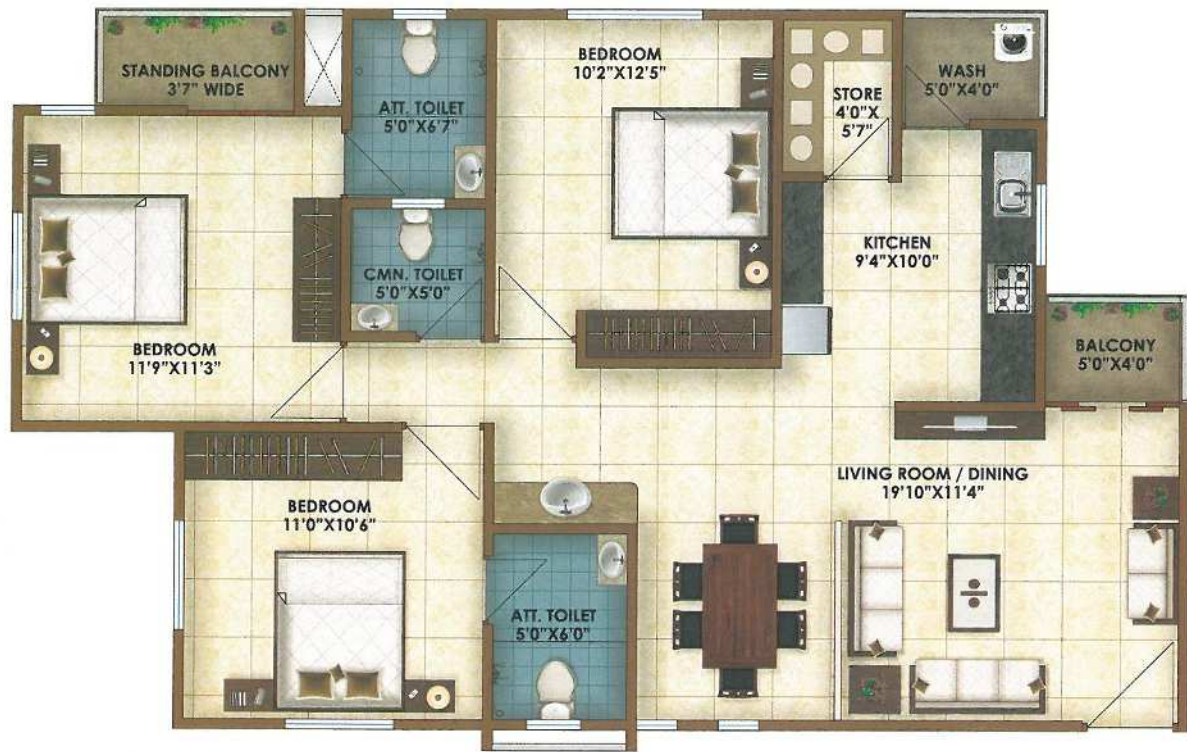 STANDING BALCONY
3'7" WIDE
ATT. TOILET
5'0"X6'7"
BEDROOM
10'2"X12'5"
STORE
4'0"X
5'7"
WASH
5'0"X4'0"
CMN. TOILET
5'0"X5'0"
KITCHEN
9'4"X10'0"
BEDROOM
11'9"X11'3"
BALCONY
5'0"X4'0"
LIVING ROOM / DINING
19'10"X11'4"
BEDROOM
11'0"X10'6"
ATT. TOILET
5'0"X6'0"